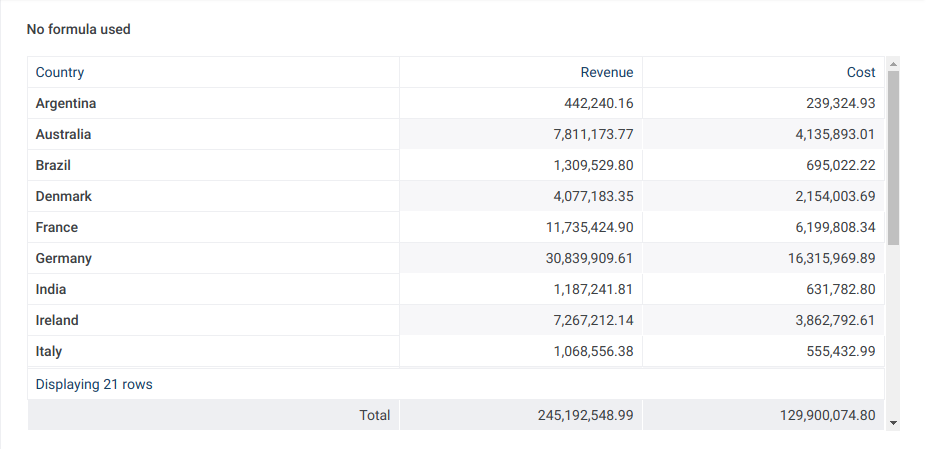 No formula used
Country Revenue Cost
Argentina 442,240.16 239,324.93
Australia 7,811,173.77 4,135,893.01
Brazil 1,309,529.80 695,022.22
Denmark 4,077,183.35 2,154,003.69
France 11,735,424.90 6,199,808.34
Germany 30,839,909.61 16,315,969.89
India 1,187,241.81 631,782.80
Ireland 7,267,212.14 3,862,792.61
Italy 1,068,556.38 555,432.99
Displaying 21 rows
Total 245,192,548.99 129,900,074.80